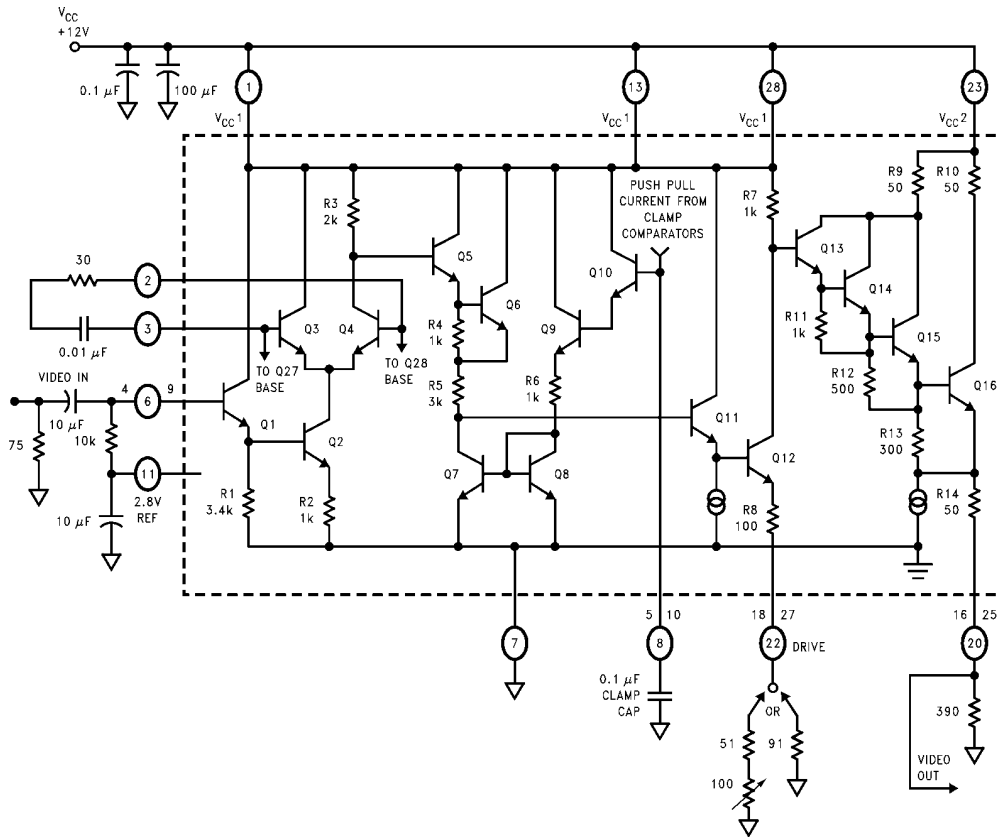 VCC
+12V
0.1 μF
100 μF
1
13
28
23
VCC1
VCC1
VCC1
VCC2
PUSH PULL
CURRENT FROM
CLAMP
COMPARATORS
R3
2k
R7
1k
R9
50
R10
50
30
2
3
0.01 μF
Q3
Q4
TO Q27
BASE
TO Q28
BASE
Q5
Q6
R4
1k
R5
3k
Q9
Q10
R6
1k
Q13
Q14
R11
1k
Q15
R12
500
Q16
R13
300
VIDEO IN
4
6
9
10 μF
10k
75
11
2.8V
REF
10 μF
Q1
Q2
R1
3.4k
R2
1k
Q7
Q8
Q11
Q12
R8
100
R14
50
7
5 10
8
0.1 μF
CLAMP
CAP
18 27
22
DRIVE
OR
51
91
100
16 25
20
390
VIDEO
OUT